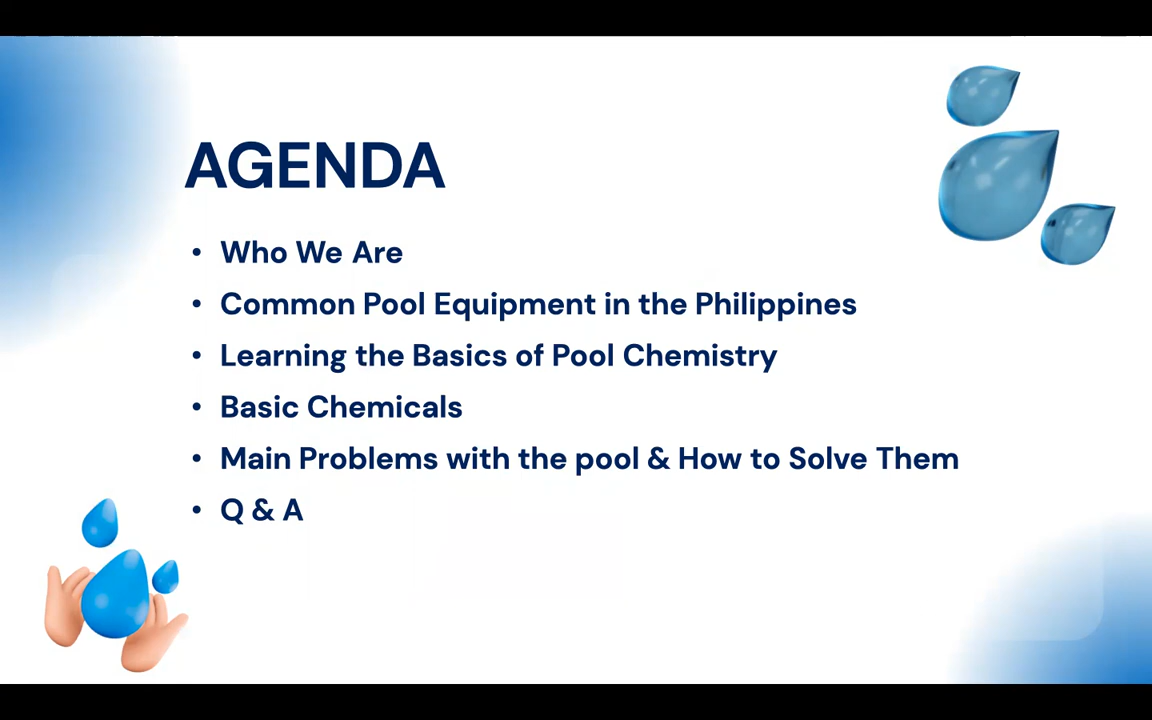 AGENDA
• Who We Are
• Common Pool Equipment in the Philippines
• Learning the Basics of Pool Chemistry
• Basic Chemicals
• Main Problems with the pool & How to Solve Them
• Q & A